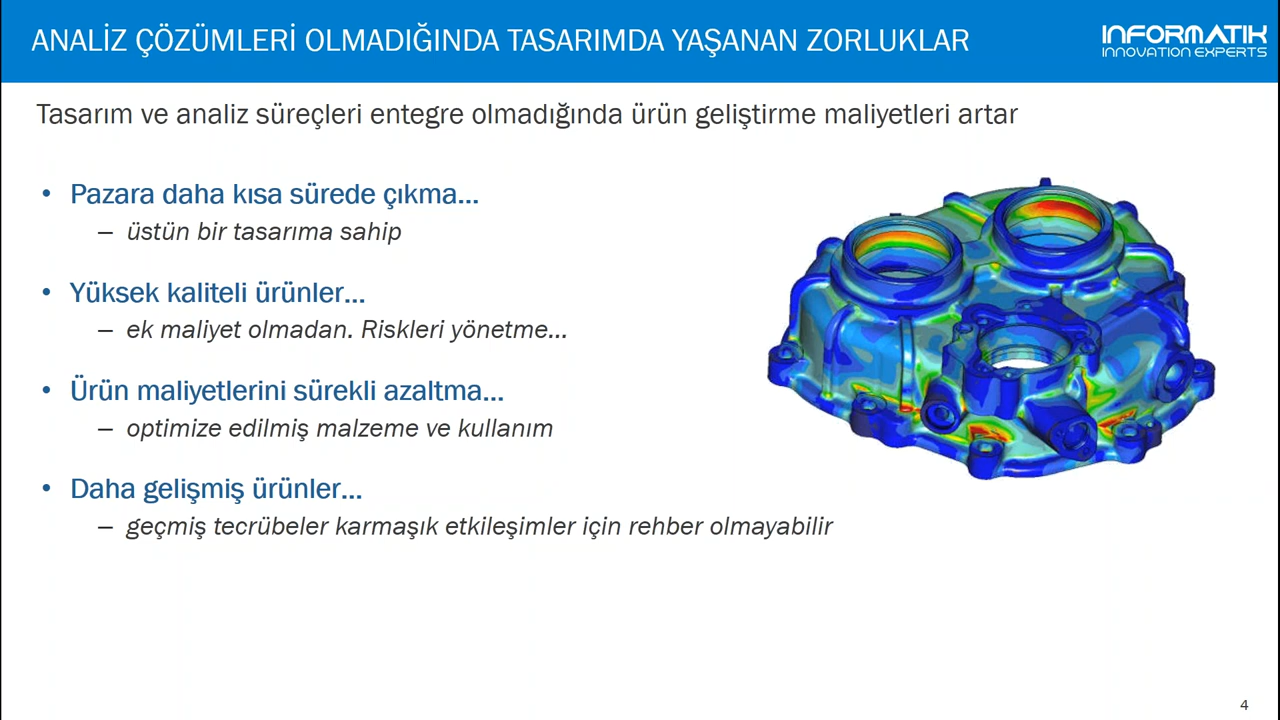 ANALİZ ÇÖZÜMLERİ OLMADIĞINDA TASARIMDA YAŞANAN ZORLUKLAR
INFORMATIK
INNOVATION EXPERTS
Tasarım ve analiz süreçleri entegre olmadığında ürün geliştirme maliyetleri artar
• Pazara daha kısa sürede çıkma...
– üstün bir tasarıma sahip
• Yüksek kaliteli ürünler...
– ek maliyet olmadan. Riskleri yönetme...
• Ürün maliyetlerini sürekli azaltma...
– optimize edilmiş malzeme ve kullanım
• Daha gelişmiş ürünler...
– geçmiş tecrübeler karmaşık etkileşimler için rehber olmayabilir
4